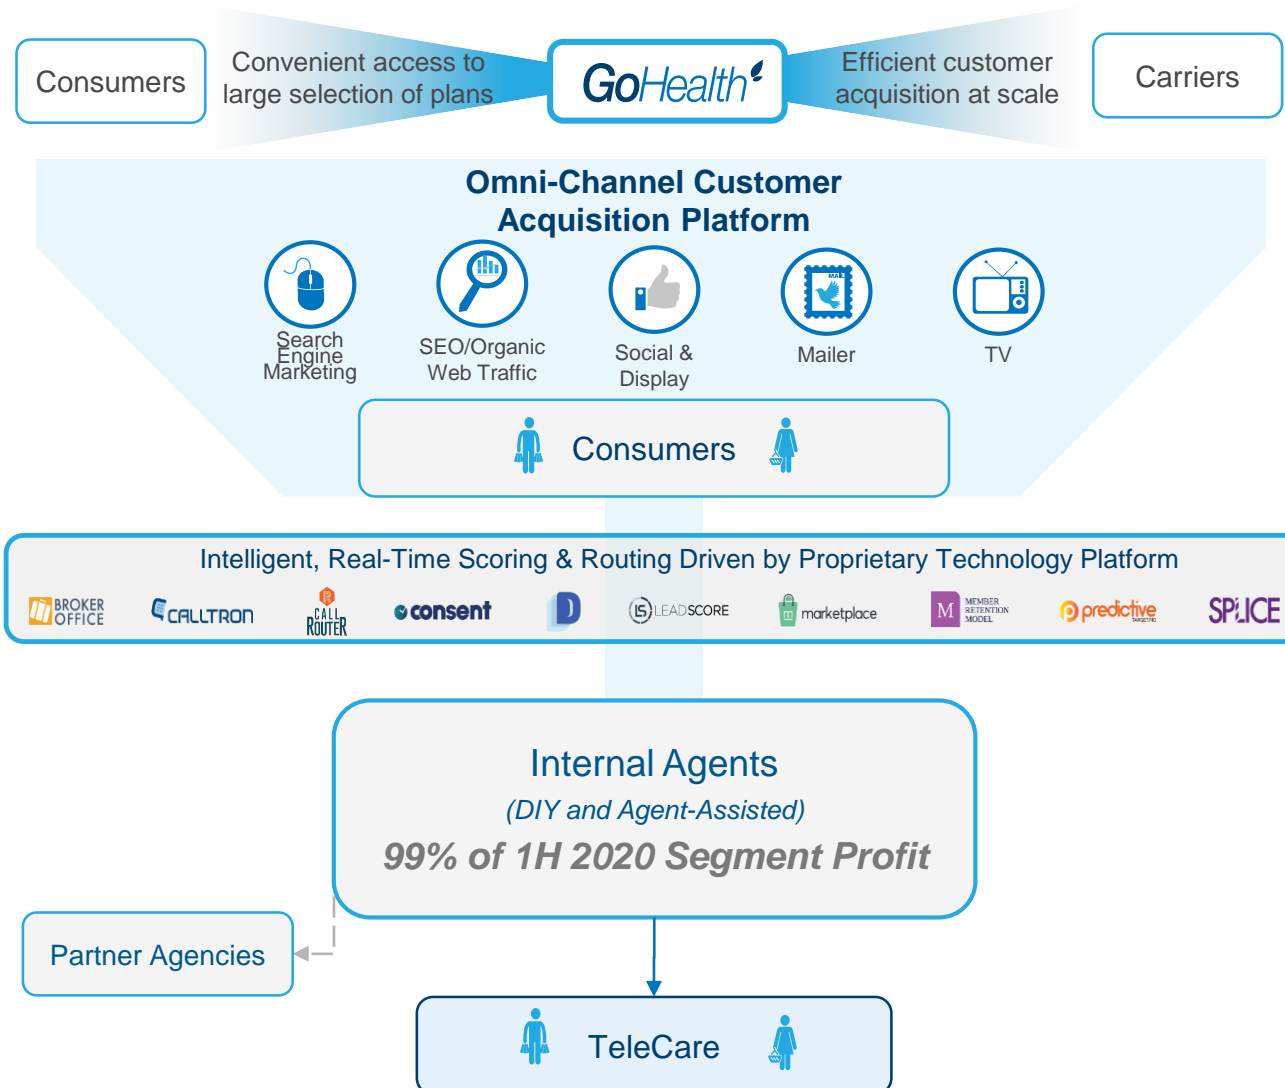 Consumers
Convenient access to
large selection of plans
GoHealth
Efficient customer
acquisition at scale
Carriers
Omni-Channel Customer
Acquisition Platform
MAIL
Search
Engine
Marketing
SEO/Organic
Web Traffic
Social &
Display
Mailer
TV
Consumers
Intelligent, Real-Time Scoring & Routing Driven by Proprietary Technology Platform
BROKER
OFFICE
CALLTRON
CALL
ROUTER
consent
D
LS LEADSCORE
m marketplace
M
MEMBER
RETENTION
MODEL
predictive
TARGETING
SPLICE
Internal Agents
(DIY and Agent-Assisted)
99% of 1H 2020 Segment Profit
Partner Agencies
TeleCare